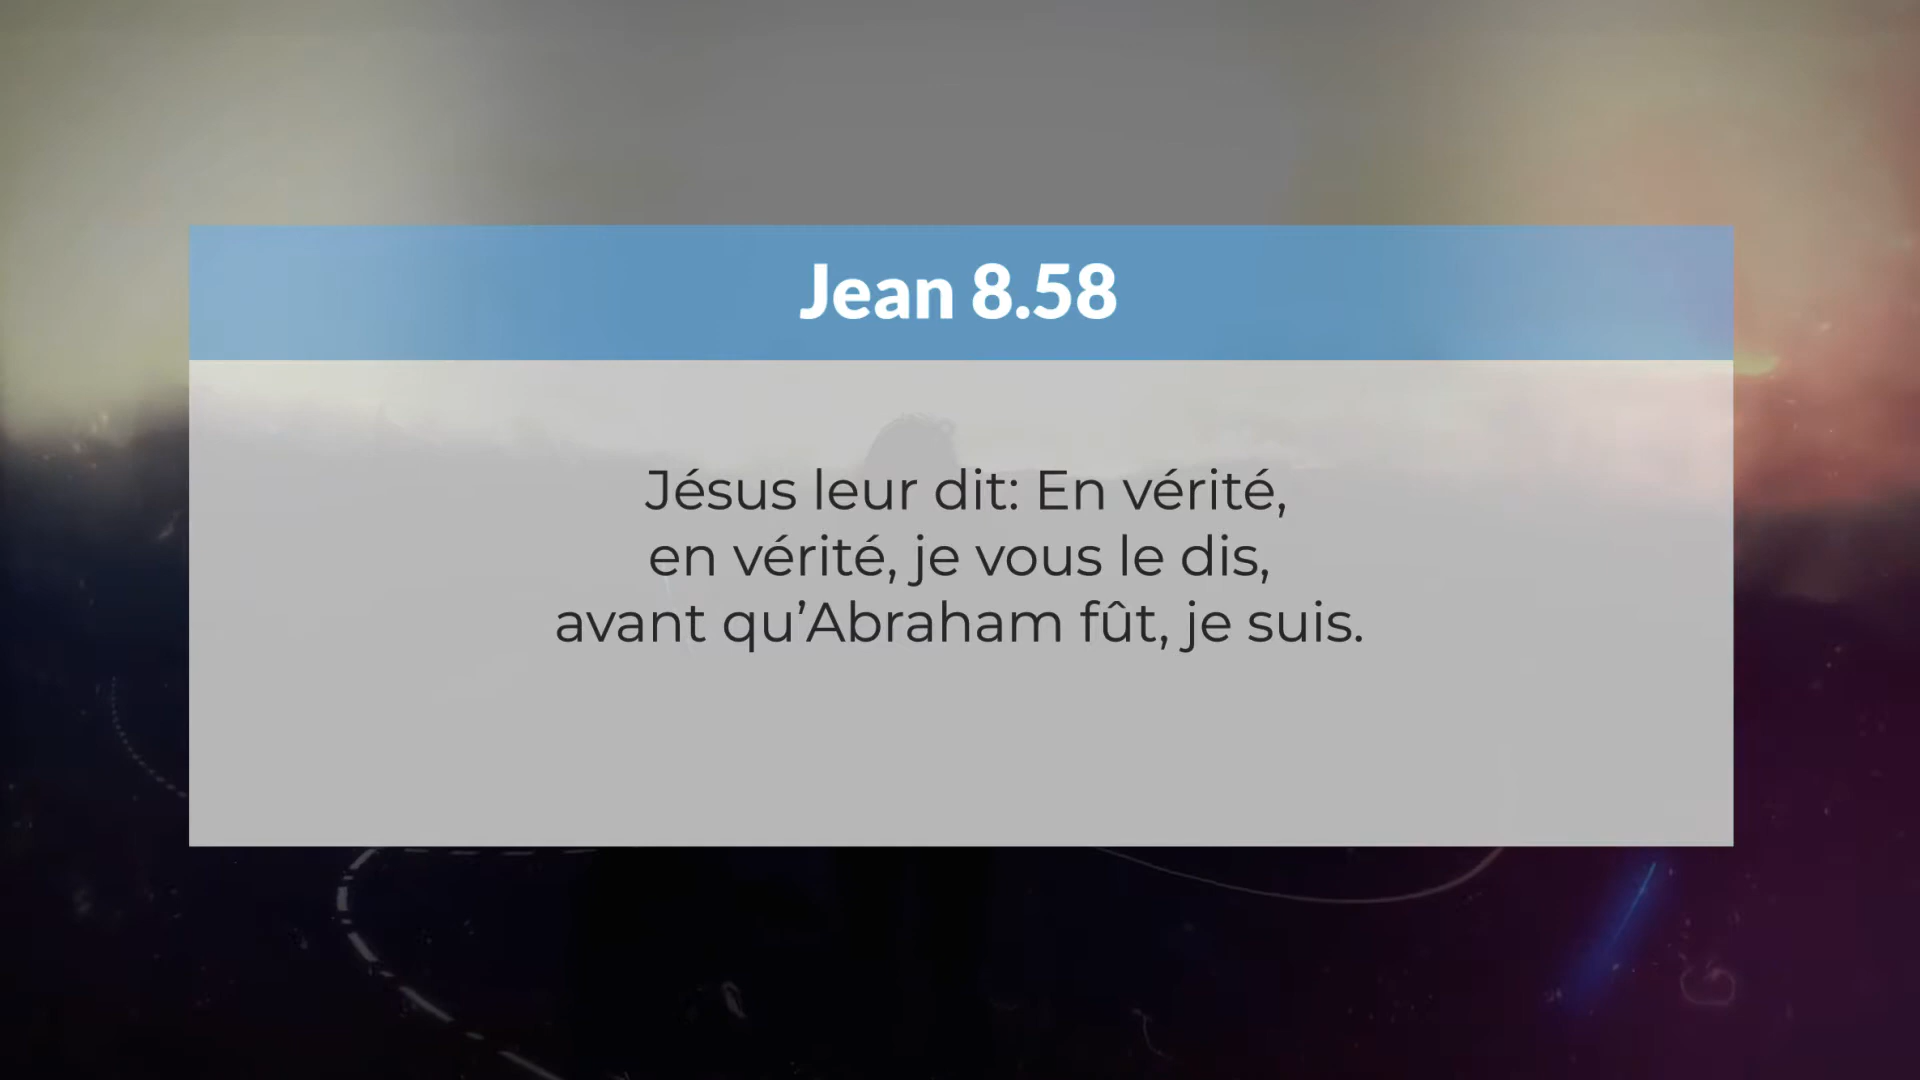 Jean 8.58
Jésus leur dit: En vérité,
en vérité, je vous le dis,
avant qu’Abraham fût, je suis.